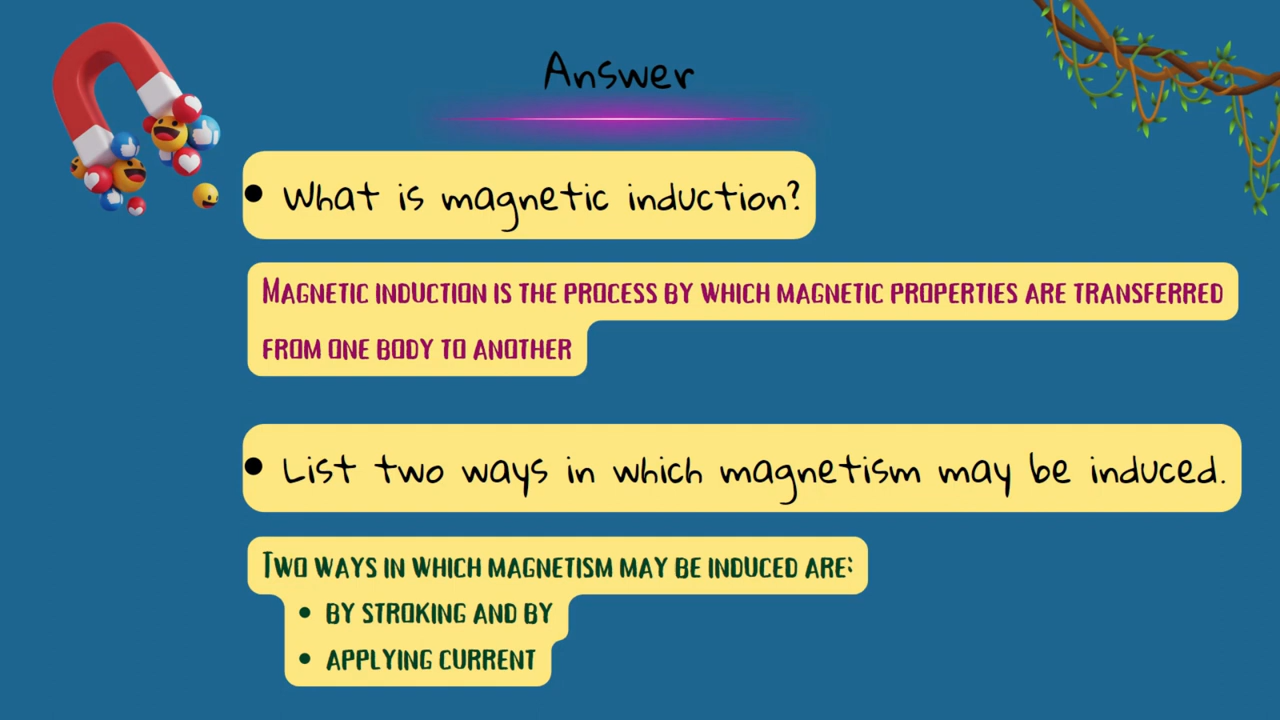 Answer
• What is magnetic induction?
Magnetic induction is the process by which magnetic properties are transferred
from one body to another
• List two ways in which magnetism may be induced.
Two ways in which magnetism may be induced are:
• by stroking and by
• applying current